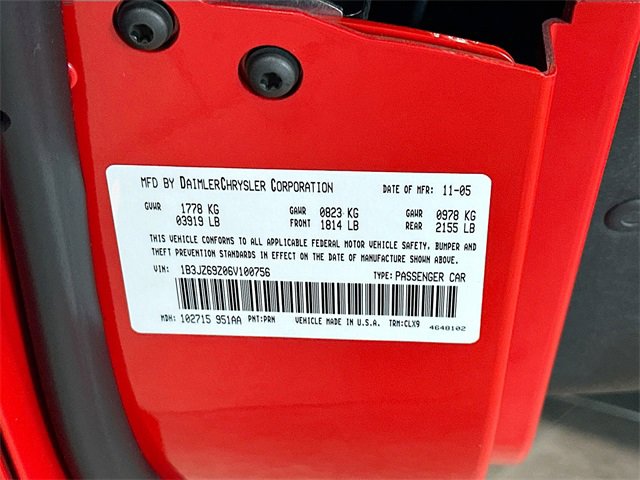 MFD BY DAIMLERCHRYSLER CORPORATION DATE OF MFR: 11-05
GVWR 1778 KG GAWR 0823 KG GAWR 0978 KG
03919 LB FRONT 1814 LB REAR 2155 LB
THIS VEHICLE CONFORMS TO ALL APPLICABLE FEDERAL MOTOR VEHICLE SAFETY, BUMPER AND
THEFT PREVENTION STANDARDS IN EFFECT ON THE DATE OF MANUFACTURE SHOWN ABOVE.
VIN: 1B3JZ69Z06V100756 TYPE: PASSENGER CAR
MDH: 102715 951AA PNT:PRN VEHICLE MADE IN U.S.A. TRM:CLX9 4648102